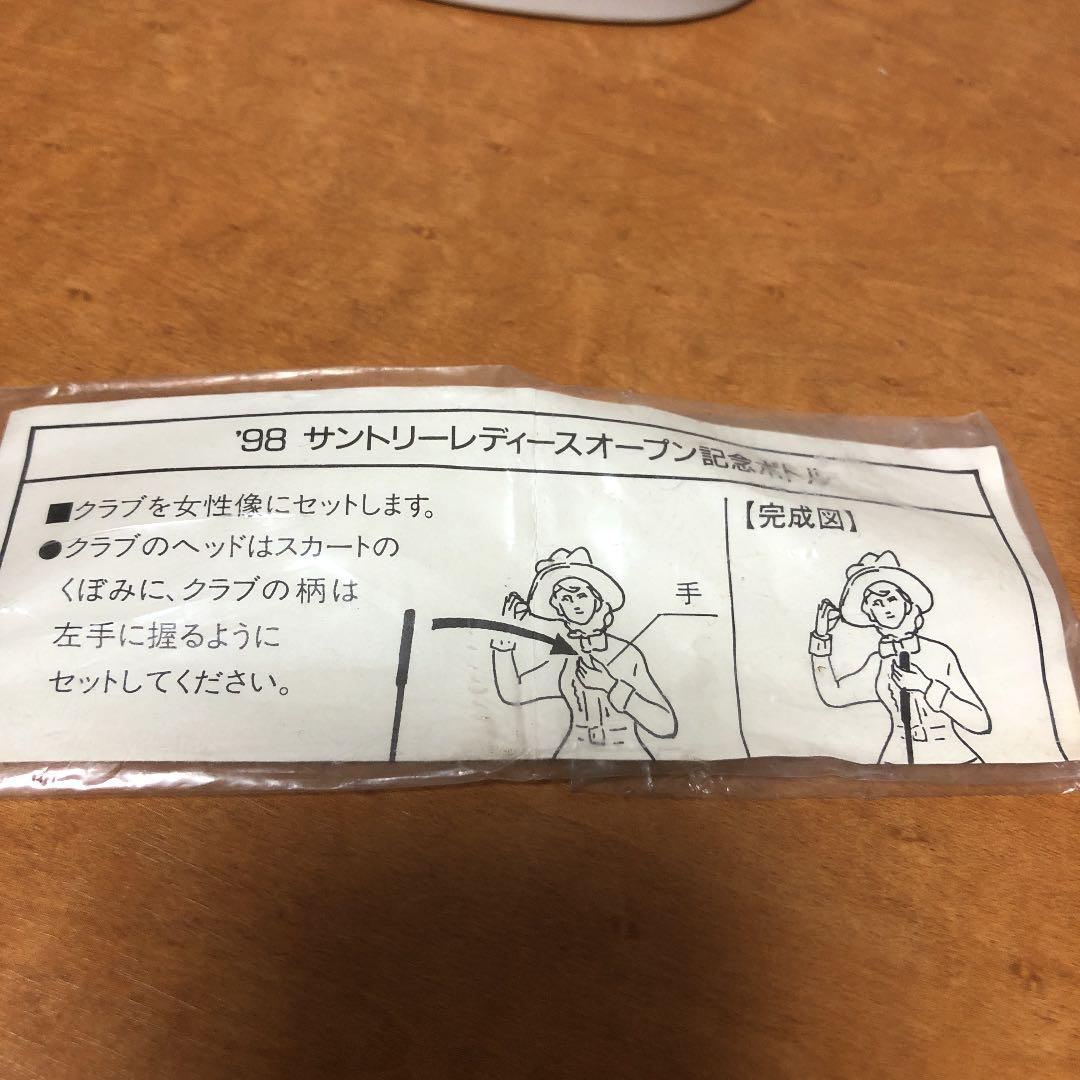 '98 サントリーレディースオープン記念ボトル
■クラブを女性像にセットします。
●クラブのヘッドはスカートの
くぼみに、クラブの柄は
左手に握るように
セットしてください。
手
【完成図】